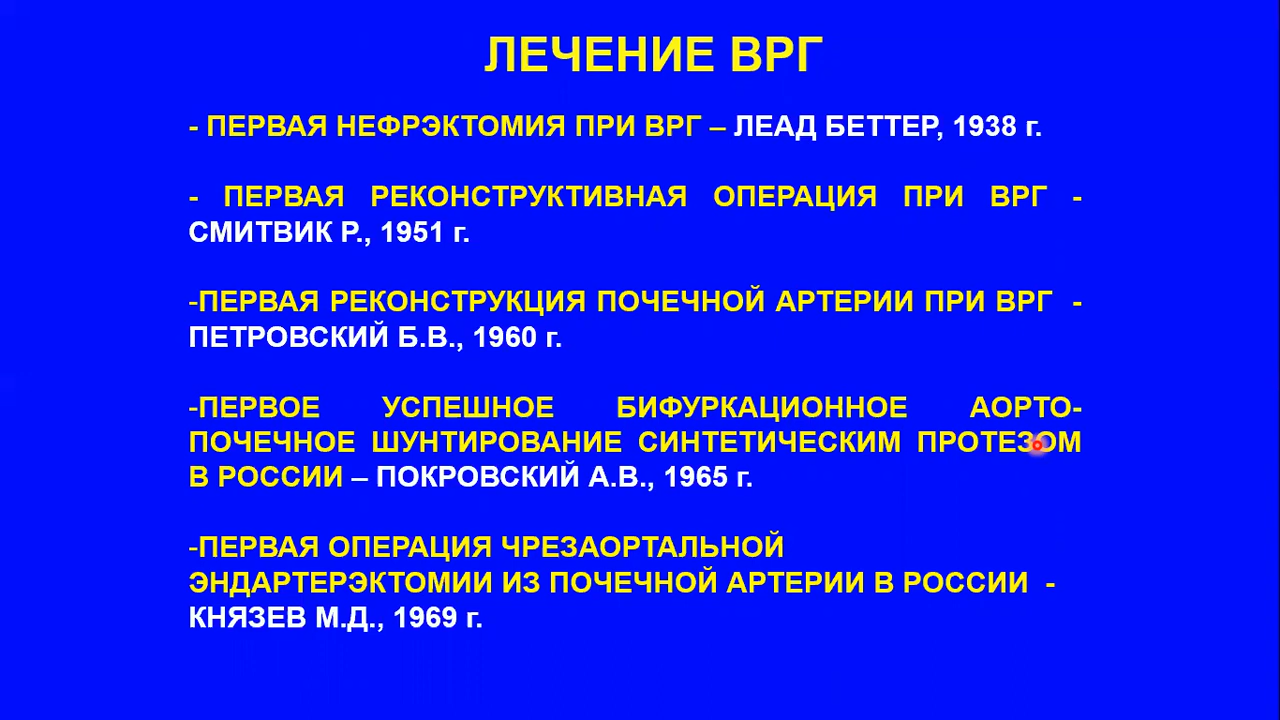 ЛЕЧЕНИЕ ВРГ
- ПЕРВАЯ НЕФРЭКТОМИЯ ПРИ ВРГ – ЛЕАД БЕТТЕР, 1938 г.
- ПЕРВАЯ РЕКОНСТРУКТИВНАЯ ОПЕРАЦИЯ ПРИ ВРГ -
СМИТВИК Р., 1951 г.
-ПЕРВАЯ РЕКОНСТРУКЦИЯ ПОЧЕЧНОЙ АРТЕРИИ ПРИ ВРГ -
ПЕТРОВСКИЙ Б.В., 1960 г.
-ПЕРВОЕ УСПЕШНОЕ БИФУРКАЦИОННОЕ АОРТО-
ПОЧЕЧНОЕ ШУНТИРОВАНИЕ СИНТЕТИЧЕСКИМ ПРОТЕЗОМ
В РОССИИ – ПОКРОВСКИЙ А.В., 1965 г.
-ПЕРВАЯ ОПЕРАЦИЯ ЧРЕЗАОРТАЛЬНОЙ
ЭНДАРТЕРЭКТОМИИ ИЗ ПОЧЕЧНОЙ АРТЕРИИ В РОССИИ -
КНЯЗЕВ М.Д., 1969 г.